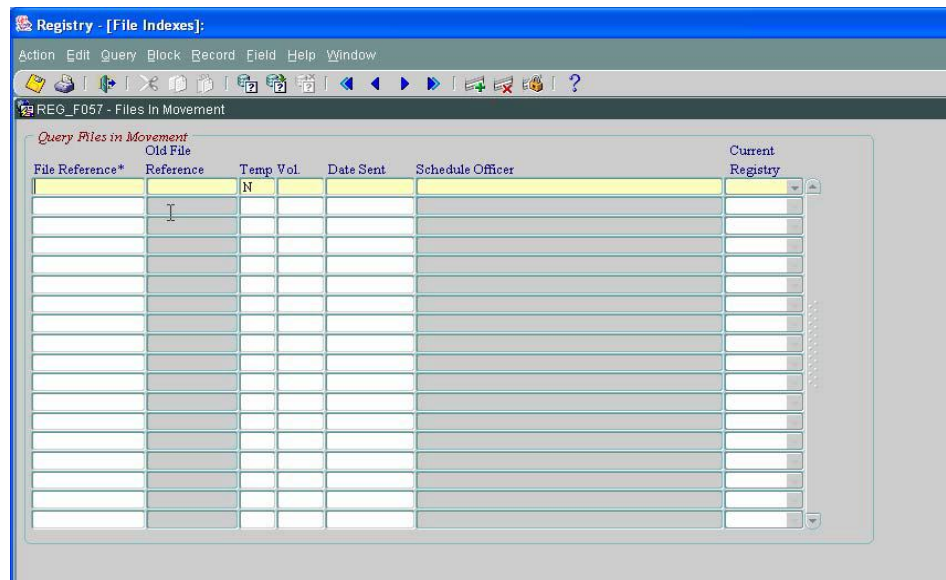 Registry - [File Indexes]:
Action Edit Query Block Record Field Help Window
?
REG_F057 - Files In Movement
Query Files in Movement
File Reference* Old File Reference Temp Vol. Date Sent Schedule Officer Current Registry
N